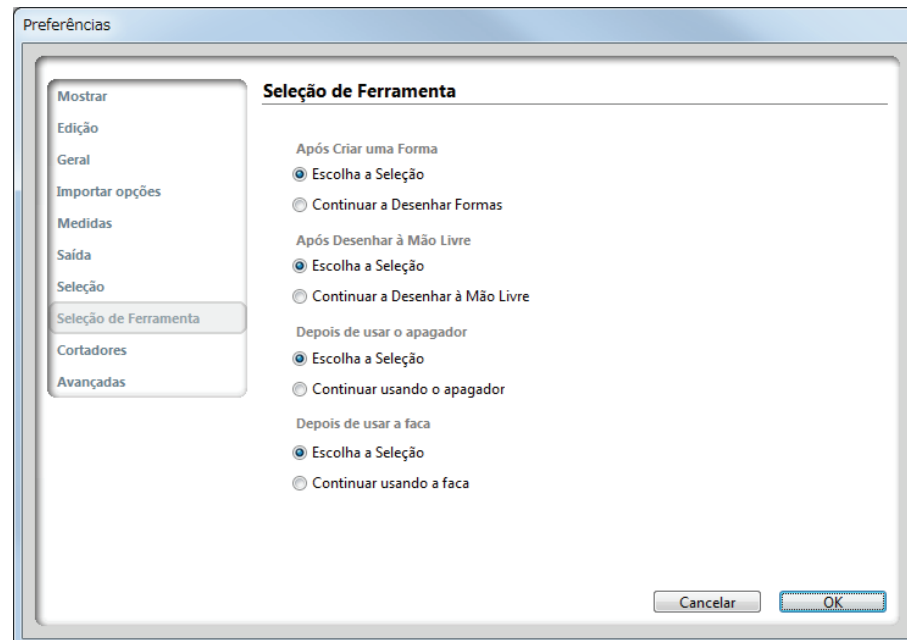 Preferências
Mostrar
Edição
Geral
Importar opções
Medidas
Saída
Seleção
Seleção de Ferramenta
Cortadores
Avançadas
Seleção de Ferramenta
Após Criar uma Forma
Escolha a Seleção
Continuar a Desenhar Formas
Após Desenhar à Mão Livre
Escolha a Seleção
Continuar a Desenhar à Mão Livre
Depois de usar o apagador
Escolha a Seleção
Continuar usando o apagador
Depois de usar a faca
Escolha a Seleção
Continuar usando a faca
Cancelar
OK